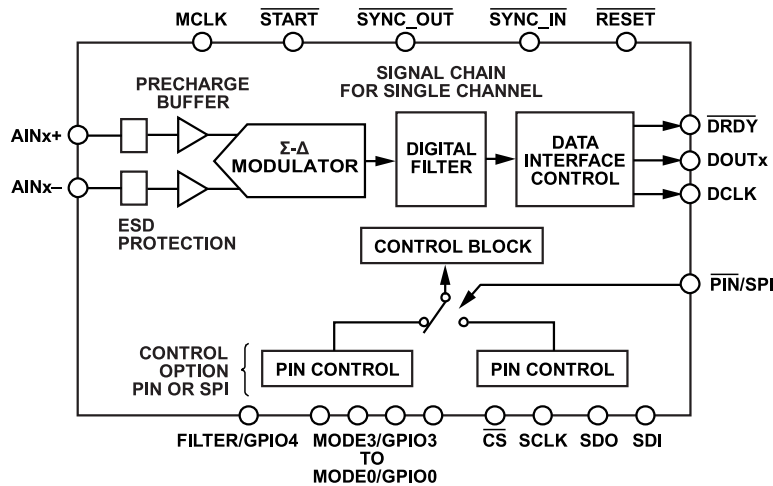 MCLK
START
SYNC_OUT
SYNC_IN
RESET
PRECHARGE
BUFFER
SIGNAL CHAIN
FOR SINGLE CHANNEL
AINx+
AINx–
Σ-Δ
MODULATOR
DIGITAL
FILTER
DATA
INTERFACE
CONTROL
DRDY
DOUTx
DCLK
ESD
PROTECTION
CONTROL BLOCK
PIN/SPI
CONTROL
OPTION
PIN OR SPI
PIN CONTROL
PIN CONTROL
FILTER/GPIO4
MODE3/GPIO3
TO
MODE0/GPIO0
CS
SCLK
SDO
SDI